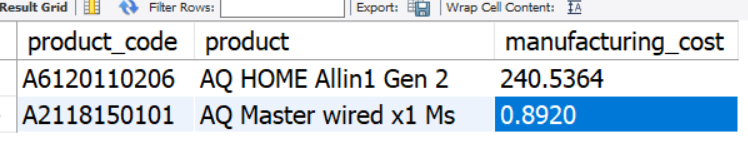 Result Grid Filter Rows: Export: Wrap Cell Content: IA
product_code product manufacturing_cost
A6120110206 AQ HOME Allin1 Gen 2 240.5364
A2118150101 AQ Master wired x1 Ms 0.8920